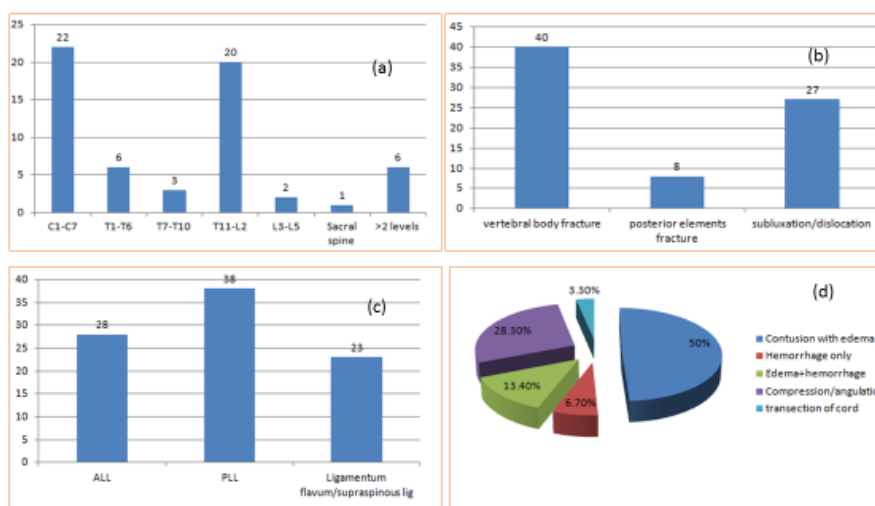 25
20
15
10
5
0
22
6
3
20
2
1
6
(a)
C1-C7
T1-T6
T7-T10
T11-L2
L3-L5
Sacral
spine
>2 levels
45
40
35
30
25
20
15
10
5
0
40
8
27
(b)
vertebral body fracture
posterior elements
fracture
subluxation/dislocation
40
35
30
25
20
15
10
5
0
28
38
23
(c)
ALL
PLL
Ligamentum
flavum/supraspinous lig
(d)
3.30%
28.30%
50%
13.40%
6.70%
Contusion with edema
Hemorrhage only
Edema+hemorrhage
Compression/angulatio
transection of cord